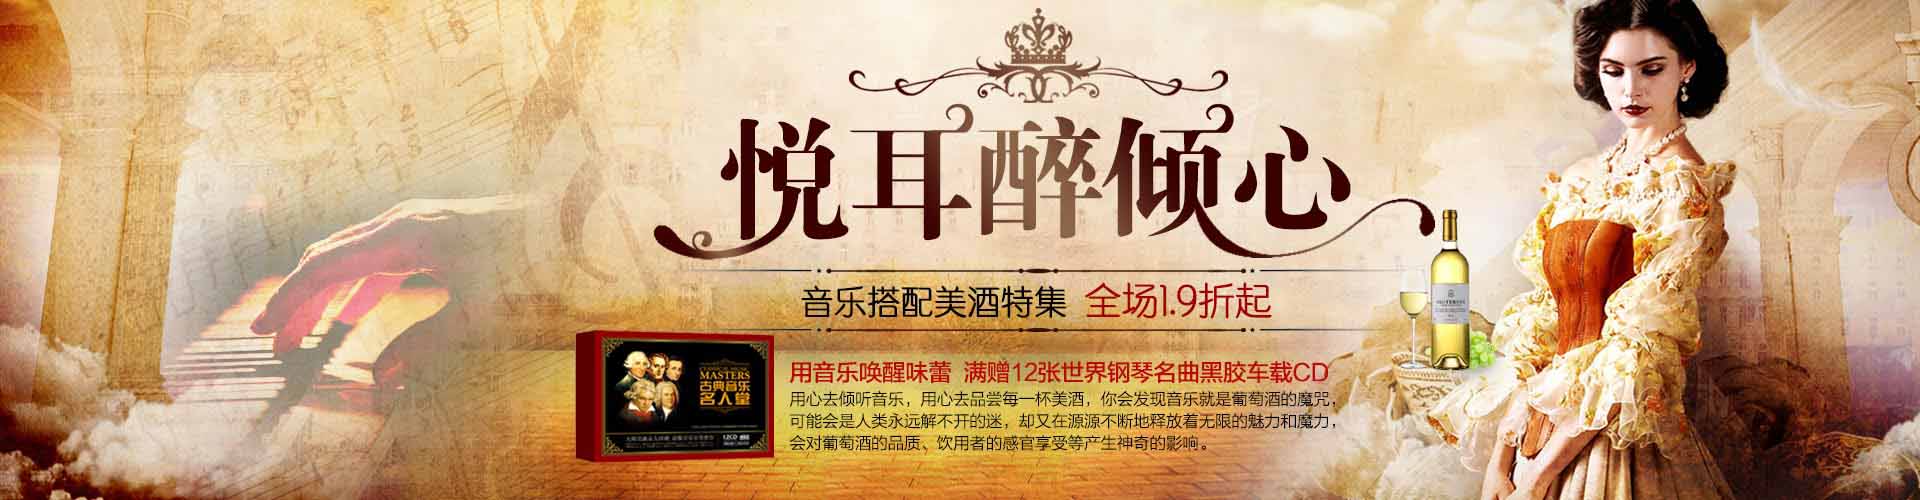 悦耳醉倾心
音乐搭配美酒特集 全场1.9折起
用音乐唤醒味蕾 满赠12张世界钢琴名曲黑胶车载CD
用心去倾听音乐，用心去品尝每一杯美酒，你会发现音乐就是葡萄酒的魔咒，
可能会是人类永远解不开的迷，却又在源源不断地释放着无限的魅力和魔力，
会对葡萄酒的品质、饮用者的感官享受等产生神奇的影响。
CLASSICAL MUSIC
MASTERS
古典音乐
名人堂
12CD